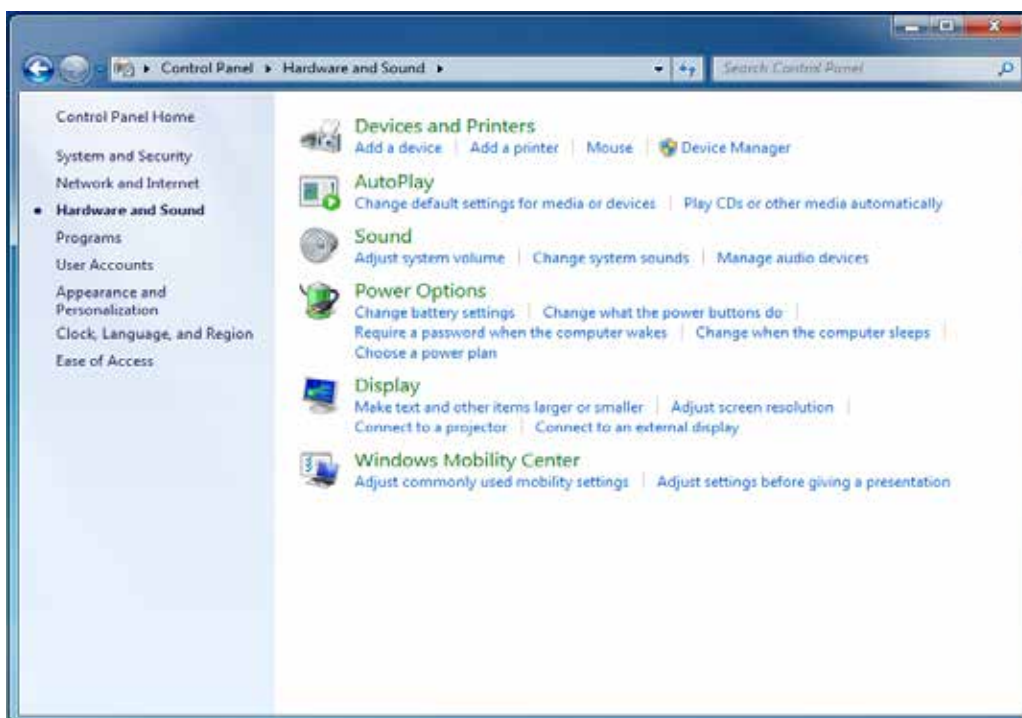 Control Panel Hardware and Sound Search Control Panel
Control Panel Home
System and Security
Network and Internet
Hardware and Sound
Programs
User Accounts
Appearance and
Personalization
Clock, Language, and Region
Ease of Access
Devices and Printers
Add a device Add a printer Mouse Device Manager
AutoPlay
Change default settings for media or devices Play CDs or other media automatically
Sound
Adjust system volume Change system sounds Manage audio devices
Power Options
Change battery settings Change what the power buttons do
Require a password when the computer wakes Change when the computer sleeps
Choose a power plan
Display
Make text and other items larger or smaller Adjust screen resolution
Connect to a projector Connect to an external display
Windows Mobility Center
Adjust commonly used mobility settings Adjust settings before giving a presentation